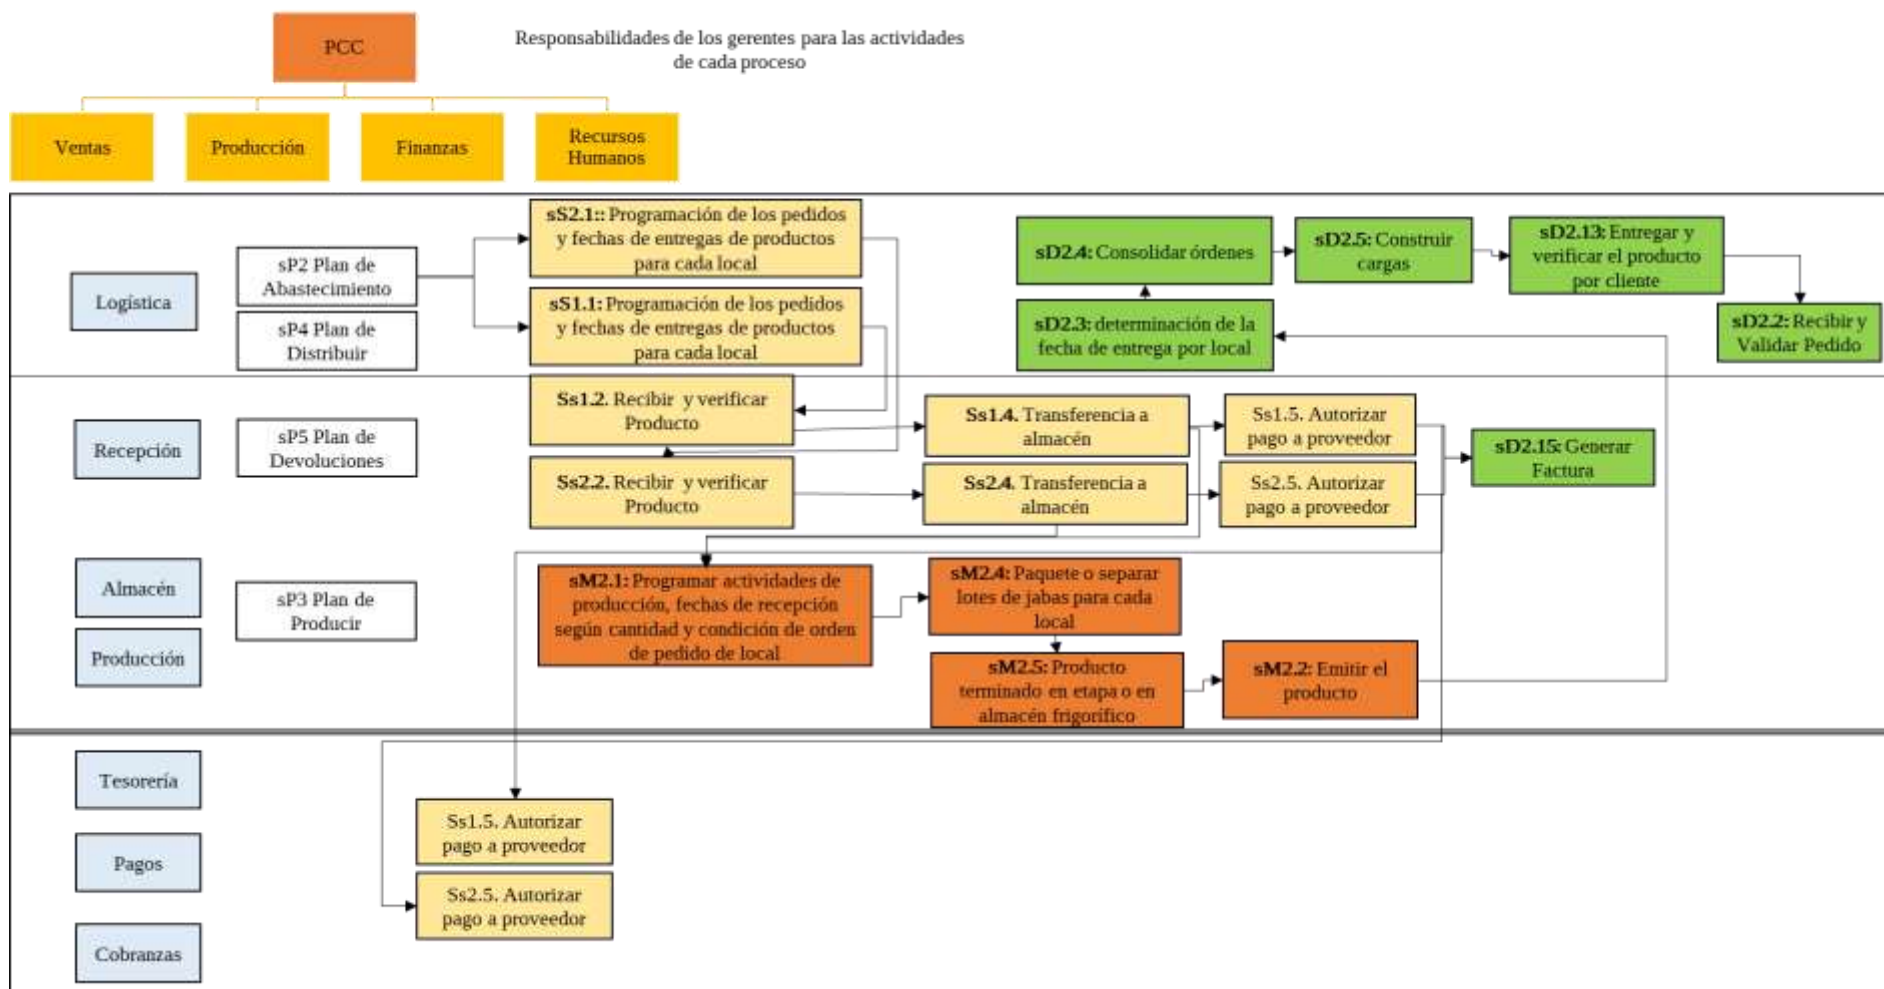 PCC
Responsabilidades de los gerentes para las actividades
de cada proceso
Ventas
Producción
Finanzas
Recursos
Humanos
Logística
sP2 Plan de
Abastecimiento
sP4 Plan de
Distribuir
sS2.1:: Programación de los pedidos
y fechas de entregas de productos
para cada local
sS1.1: Programación de los pedidos
y fechas de entregas de productos
para cada local
sD2.4: Consolidar órdenes
sD2.5: Construir
cargas
sD2.13: Entregar y
verificar el producto
por cliente
sD2.3: determinación de la
fecha de entrega por local
sD2.2: Recibir y
Validar Pedido
Recepción
sP5 Plan de
Devoluciones
Ss1.2. Recibir y verificar
Producto
Ss2.2. Recibir y verificar
Producto
Ss1.4. Transferencia a
almacén
Ss2.4. Transferencia a
almacén
Ss1.5. Autorizar
pago a proveedor
Ss2.5. Autorizar
pago a proveedor
sD2.15: Generar
Factura
Almacén
Producción
sP3 Plan de
Producir
sM2.1: Programar actividades de
producción, fechas de recepción
según cantidad y condición de orden
de pedido de local
sM2.4: Paquete o separar
lotes de jabas para cada
local
sM2.5: Producto
terminado en etapa o en
almacén frigorífico
sM2.2: Emitir el
producto
Tesorería
Pagos
Cobranzas
Ss1.5. Autorizar
pago a proveedor
Ss2.5. Autorizar
pago a proveedor